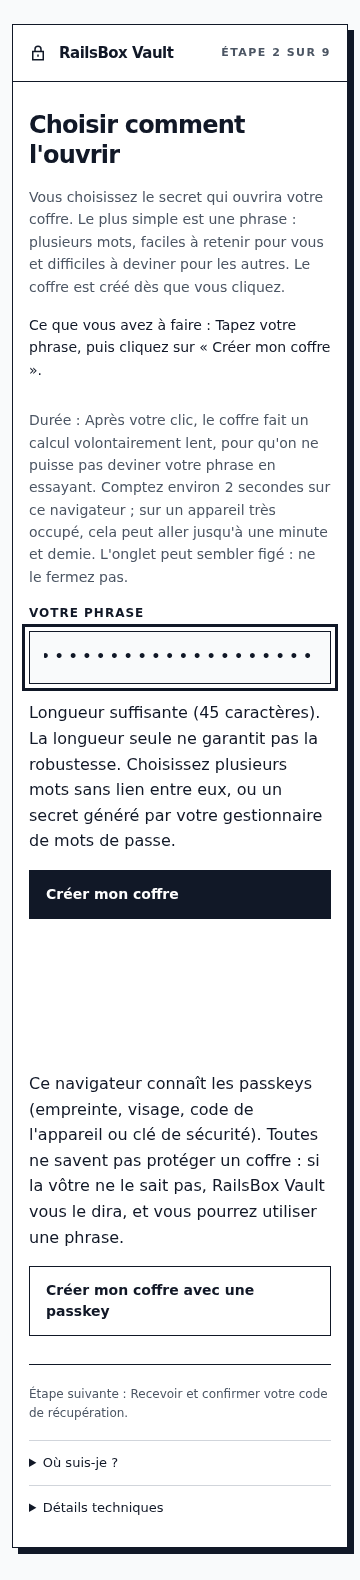 RailsBox Vault
ÉTAPE 2 SUR 9
Choisir comment
l'ouvrir
Vous choisissez le secret qui ouvrira votre
coffre. Le plus simple est une phrase :
plusieurs mots, faciles à retenir pour vous
et difficiles à deviner pour les autres. Le
coffre est créé dès que vous cliquez.
Ce que vous avez à faire : Tapez votre
phrase, puis cliquez sur « Créer mon coffre
».
Durée : Après votre clic, le coffre fait un
calcul volontairement lent, pour qu'on ne
puisse pas deviner votre phrase en
essayant. Comptez environ 2 secondes sur
ce navigateur ; sur un appareil très
occupé, cela peut aller jusqu'à une minute
et demie. L'onglet peut sembler figé : ne
le fermez pas.
VOTRE PHRASE
Longueur suffisante (45 caractères).
La longueur seule ne garantit pas la
robustesse. Choisissez plusieurs
mots sans lien entre eux, ou un
secret généré par votre gestionnaire
de mots de passe.
Créer mon coffre
Ce navigateur connaît les passkeys
(empreinte, visage, code de
l'appareil ou clé de sécurité). Toutes
ne savent pas protéger un coffre : si
la vôtre ne le sait pas, RailsBox Vault
vous le dira, et vous pourrez utiliser
une phrase.
Créer mon coffre avec une
passkey
Étape suivante : Recevoir et confirmer votre code
de récupération.
Où suis-je ?
Détails techniques